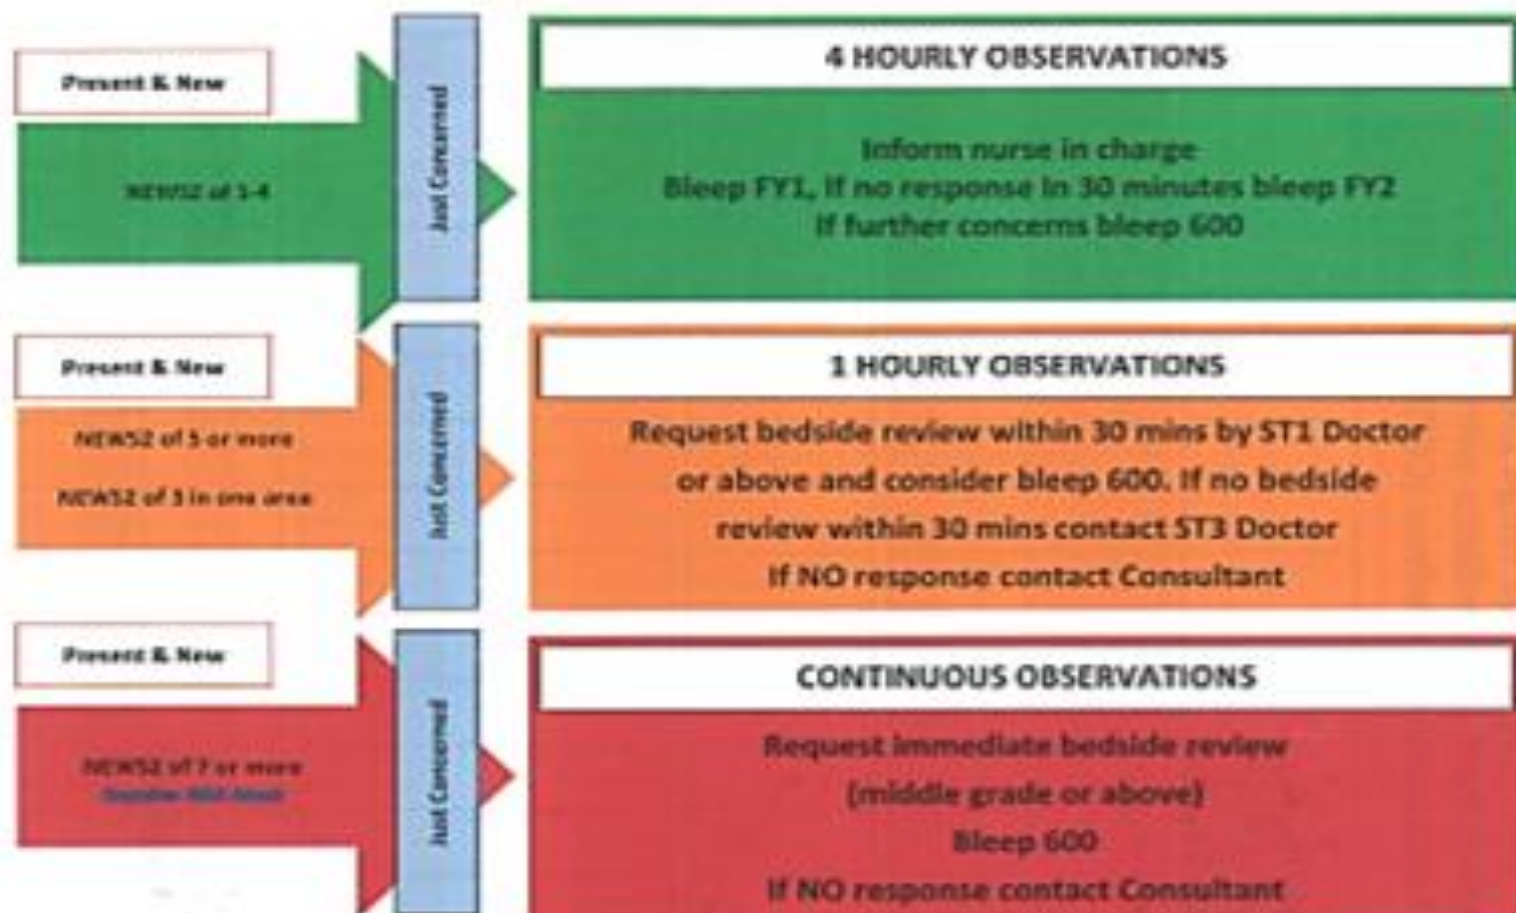 Present & New
NEWS2 of 1-4
Just Concerned
4 HOURLY OBSERVATIONS
Inform nurse in charge
Bleep FY1, if no response in 30 minutes bleep FY2
If further concerns bleep 600
Present & New
NEWS2 of 5 or more
NEWS2 of 3 in one area
Just Concerned
1 HOURLY OBSERVATIONS
Request bedside review within 30 mins by ST1 Doctor
or above and consider bleep 600. If no bedside
review within 30 mins contact ST3 Doctor
If NO response contact Consultant
Present & New
NEWS2 of 7 or more
Just Concerned
CONTINUOUS OBSERVATIONS
Request immediate bedside review
(middle grade or above)
Bleep 600
If NO response contact Consultant